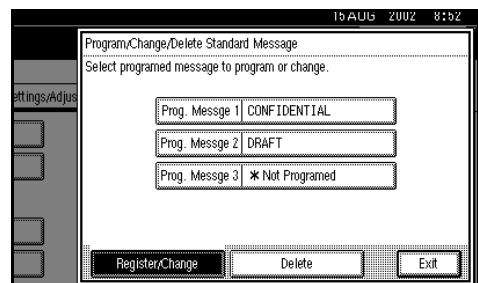 15 AUG 2002 8:52
Program/Change/Delete Standard Message
Select programed message to program or change.
ettings/Adjus
Prog. Messge 1 CONFIDENTIAL
Prog. Messge 2 DRAFT
Prog. Messge 3 * Not Programed
Register/Change Delete Exit